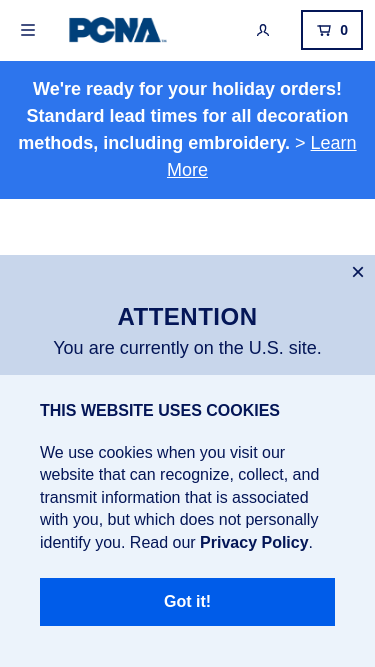 PCNA
0
We're ready for your holiday orders!
Standard lead times for all decoration
methods, including embroidery. > Learn
More
×
ATTENTION
You are currently on the U.S. site.
THIS WEBSITE USES COOKIES
We use cookies when you visit our
website that can recognize, collect, and
transmit information that is associated
with you, but which does not personally
identify you. Read our Privacy Policy.
Got it!